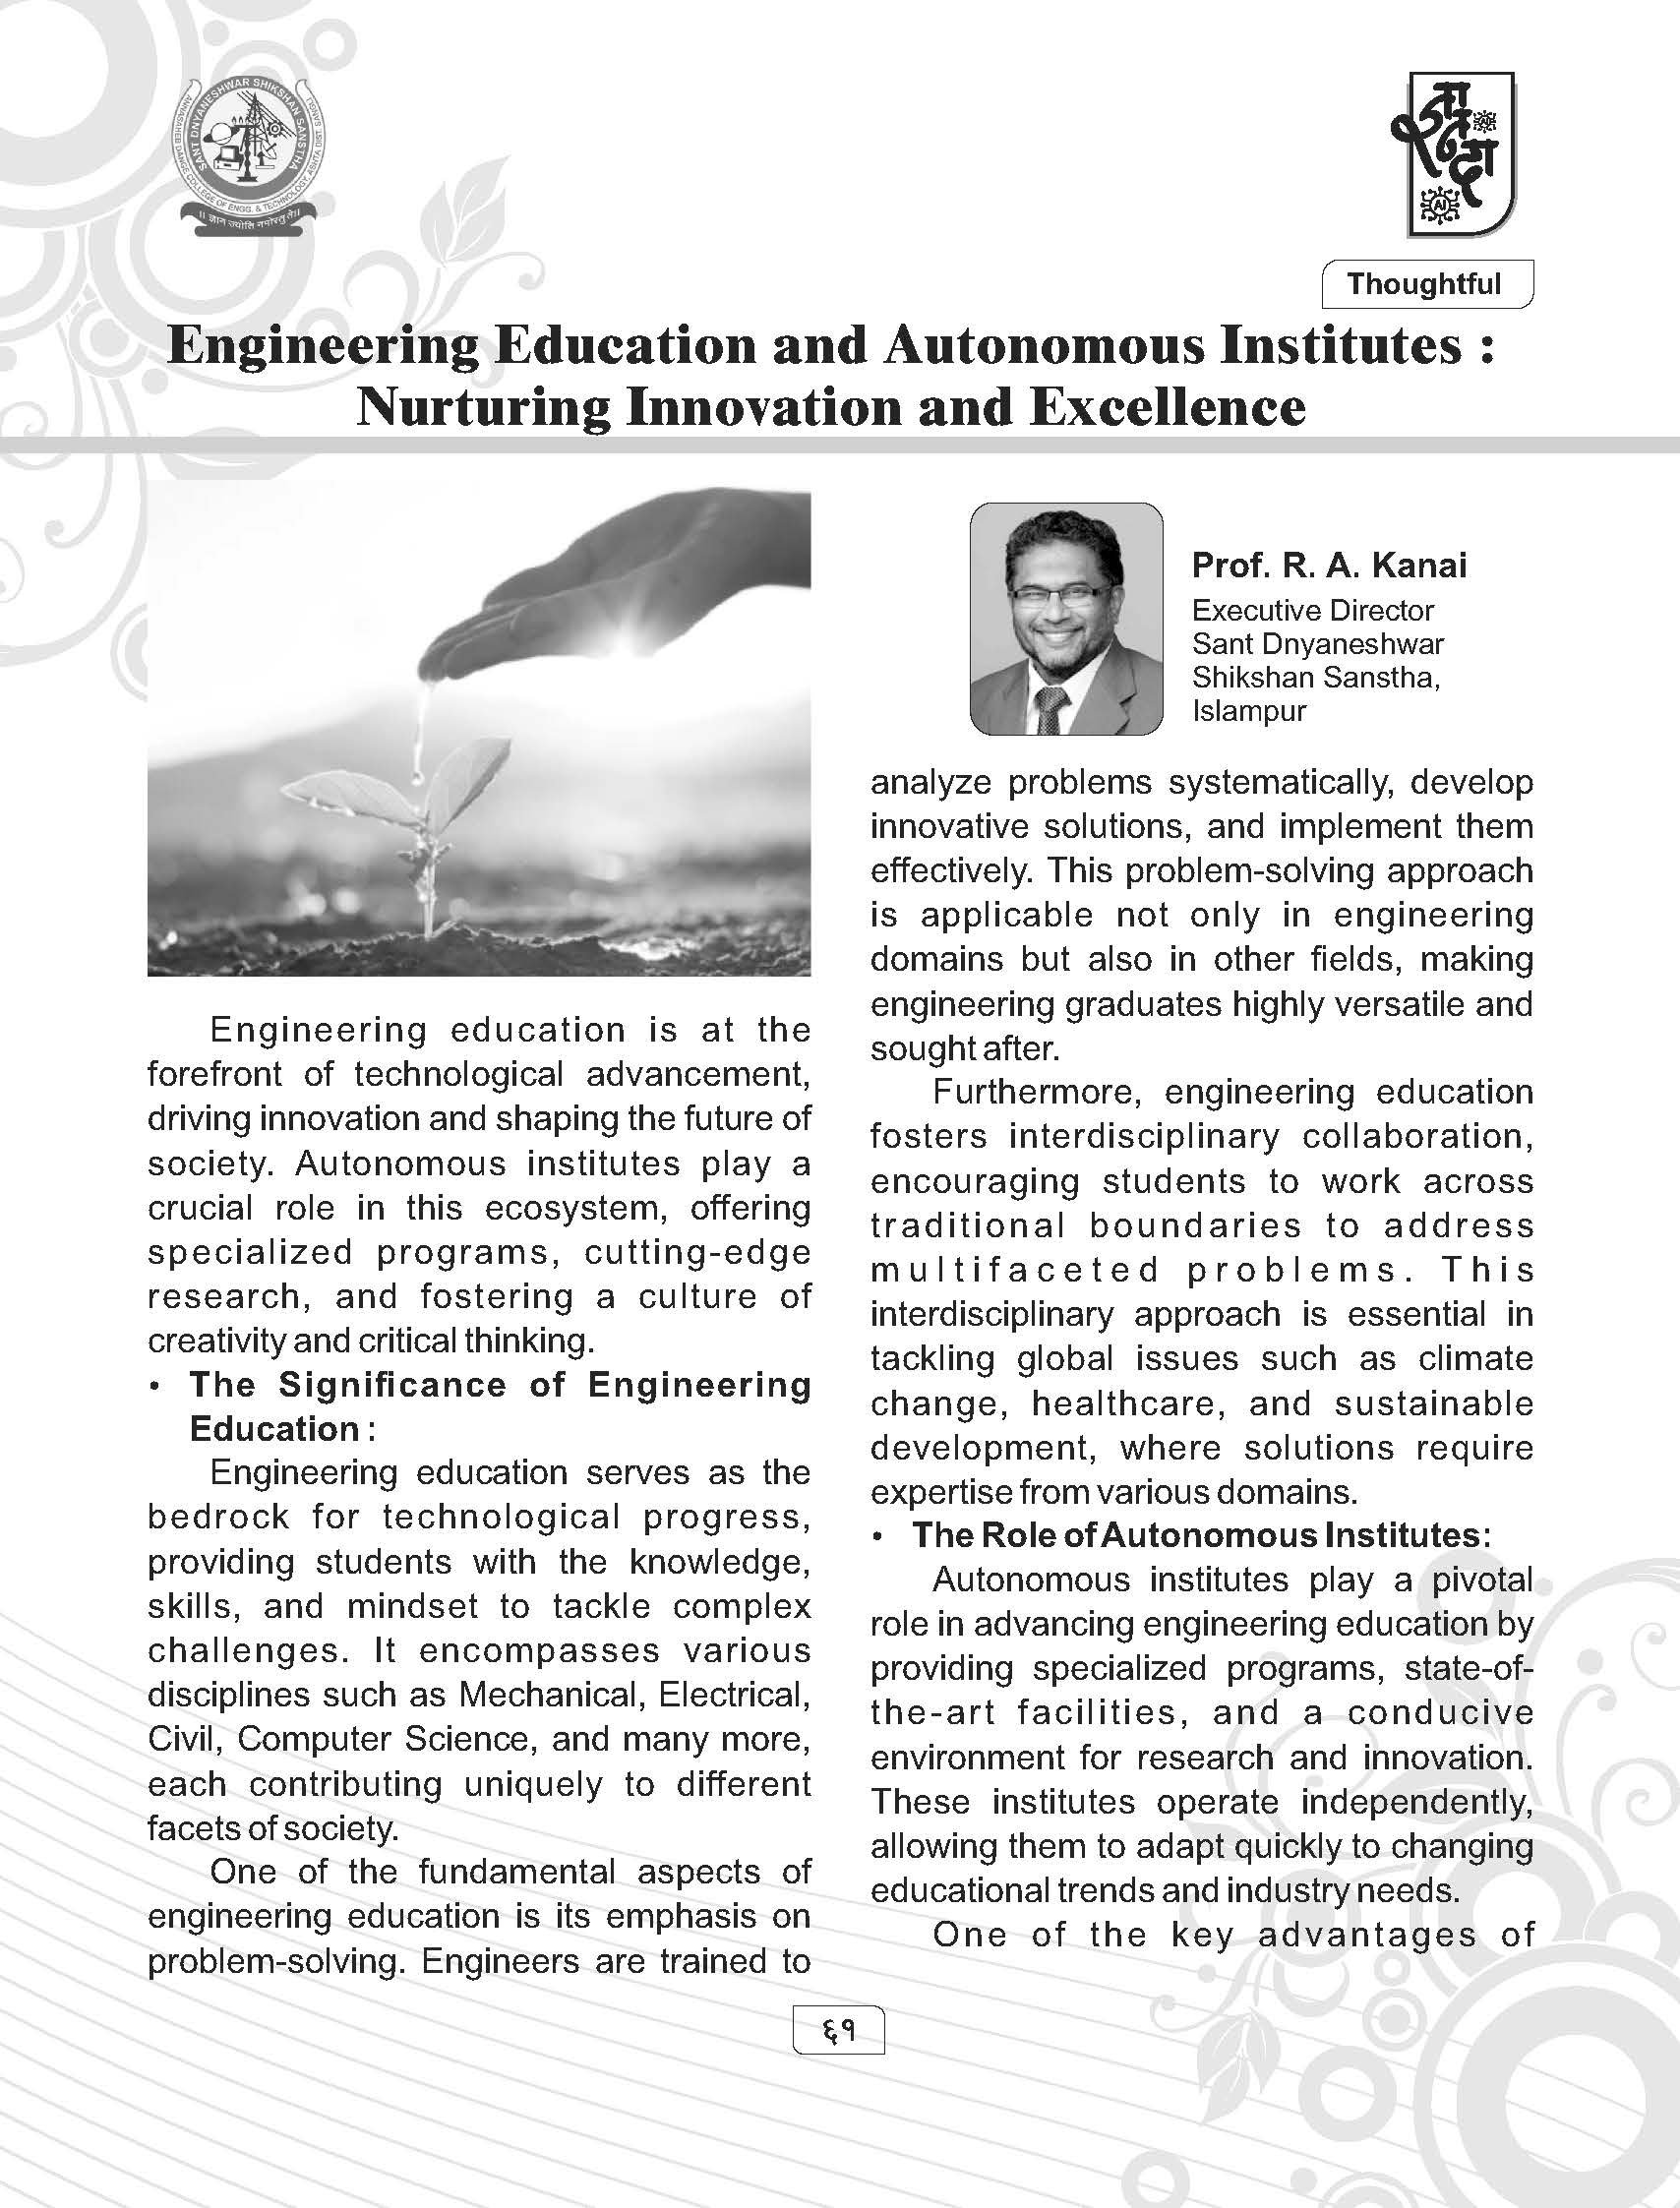 SANT DNYANESHWAR SHIKSHAN SANSTHA
ANNASAHEB DANGE COLLEGE OF ENGG. & TECHNOLOGY, ASHTA DIST. SANGLI
AI
AI
Thoughtful
Engineering Education and Autonomous Institutes :
Nurturing Innovation and Excellence
Prof. R. A. Kanai
Executive Director
Sant Dnyaneshwar
Shikshan Sanstha,
Islampur
Engineering education is at the
forefront of technological advancement,
driving innovation and shaping the future of
society. Autonomous institutes play a
crucial role in this ecosystem, offering
specialized programs, cutting-edge
research, and fostering a culture of
creativity and critical thinking.
• The Significance of Engineering
Education :
Engineering education serves as the
bedrock for technological progress,
providing students with the knowledge,
skills, and mindset to tackle complex
challenges. It encompasses various
disciplines such as Mechanical, Electrical,
Civil, Computer Science, and many more,
each contributing uniquely to different
facets of society.
One of the fundamental aspects of
engineering education is its emphasis on
problem-solving. Engineers are trained to
analyze problems systematically, develop
innovative solutions, and implement them
effectively. This problem-solving approach
is applicable not only in engineering
domains but also in other fields, making
engineering graduates highly versatile and
sought after.
Furthermore, engineering education
fosters interdisciplinary collaboration,
encouraging students to work across
traditional boundaries to address
multifaceted problems. This
interdisciplinary approach is essential in
tackling global issues such as climate
change, healthcare, and sustainable
development, where solutions require
expertise from various domains.
• The Role of Autonomous Institutes:
Autonomous institutes play a pivotal
role in advancing engineering education by
providing specialized programs, state-of-
the-art facilities, and a conducive
environment for research and innovation.
These institutes operate independently,
allowing them to adapt quickly to changing
educational trends and industry needs.
One of the key advantages of
६१